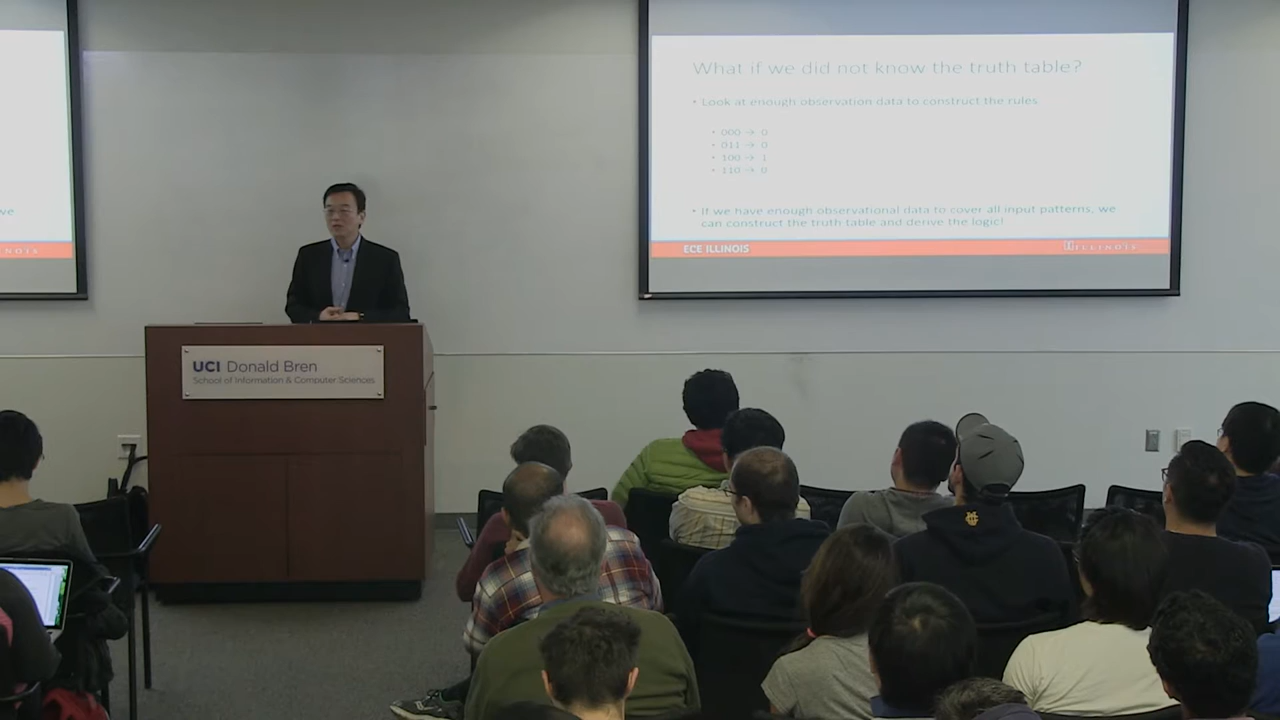 we
ILLINOIS
What if we did not know the truth table?
• Look at enough observation data to construct the rules
• 000 → 0
• 011 → 0
• 100 → 1
• 110 → 0
• If we have enough observational data to cover all input patterns, we
can construct the truth table and derive the logic!
ECE ILLINOIS
ILLINOIS
UCI Donald Bren
School of Information & Computer Sciences